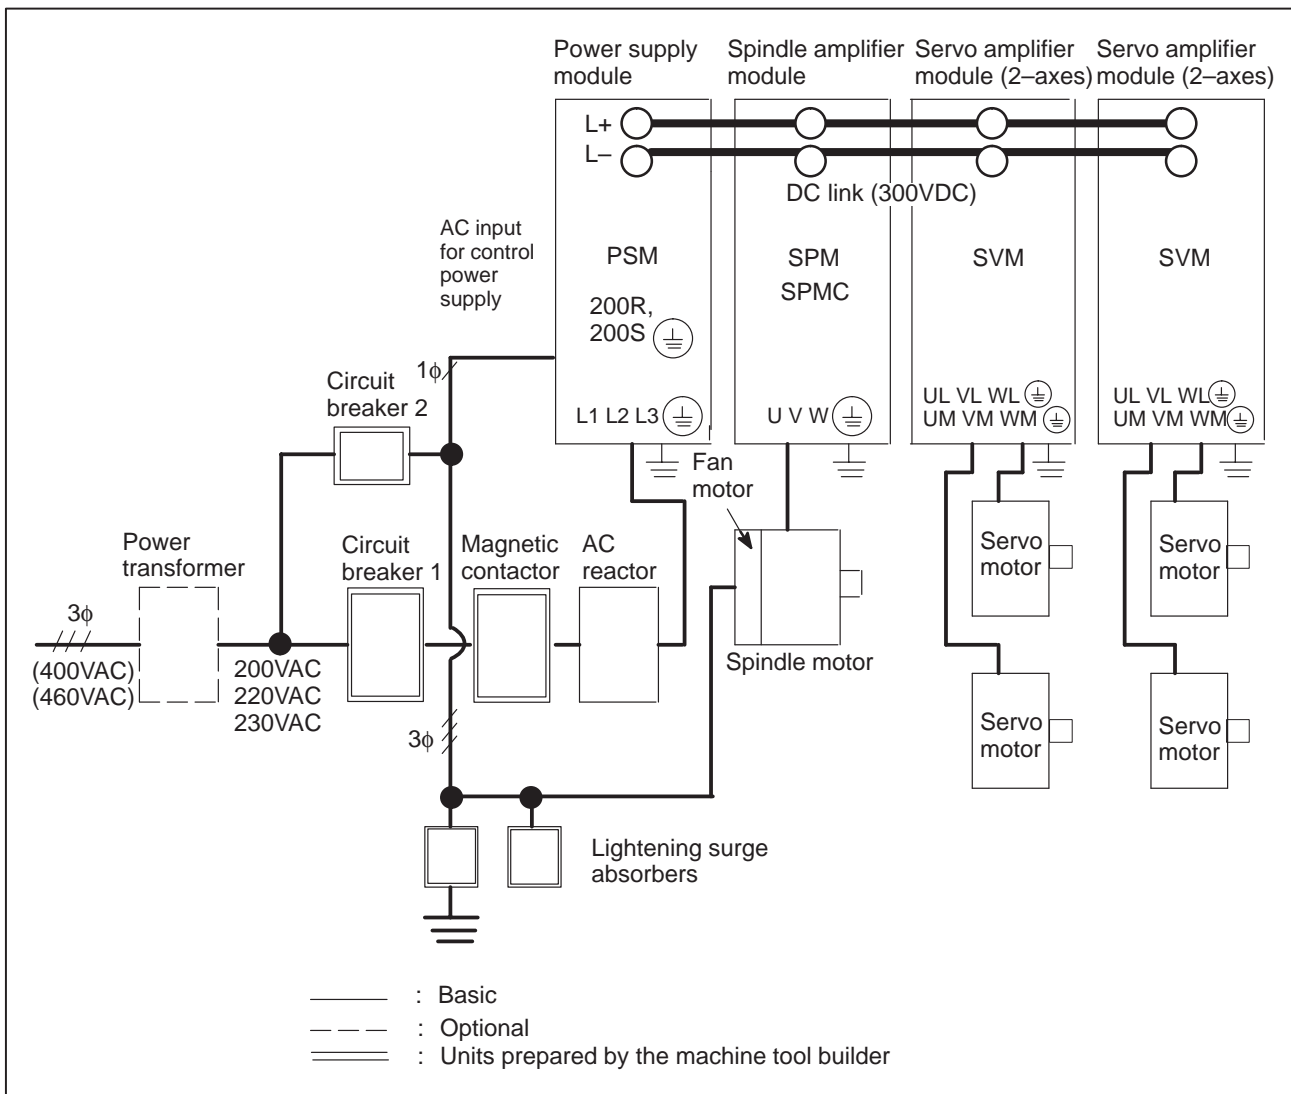 Power supply
module
Spindle amplifier
module
Servo amplifier
module (2–axes)
Servo amplifier
module (2–axes)
L+
L–
DC link (300VDC)
AC input
for control
power
supply
PSM
200R,
200S
SPM
SPMC
SVM
SVM
1ϕ
Circuit
breaker 2
L1 L2 L3
U V W
UL VL WL
UM VM WM
UL VL WL
UM VM WM
Fan
motor
Power
transformer
Circuit
breaker 1
Magnetic
contactor
AC
reactor
Servo
motor
Servo
motor
3ϕ
(400VAC)
(460VAC)
200VAC
220VAC
230VAC
Spindle motor
3ϕ
Servo
motor
Servo
motor
Lightening surge
absorbers
: Basic
: Optional
: Units prepared by the machine tool builder